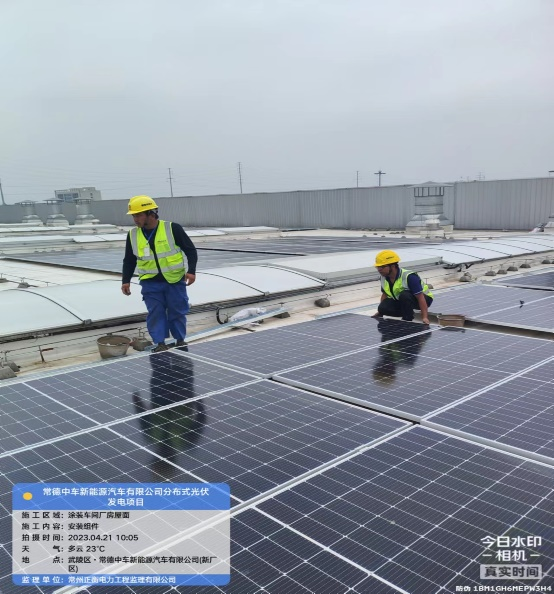 常德中车新能源汽车有限公司分布式光伏
发电项目
施工区域：涂装车间厂房屋面
施工内容：安装组件
拍摄时间：2023.04.21 10:05
天气：多云 23℃
地点：武陵区·常德中车新能源汽车有限公司(新厂
区)
监理单位：常州正衡电力工程监理有限公司
今日水印
相机
真实时间
防伪 1BM1GH6MEPW3H4